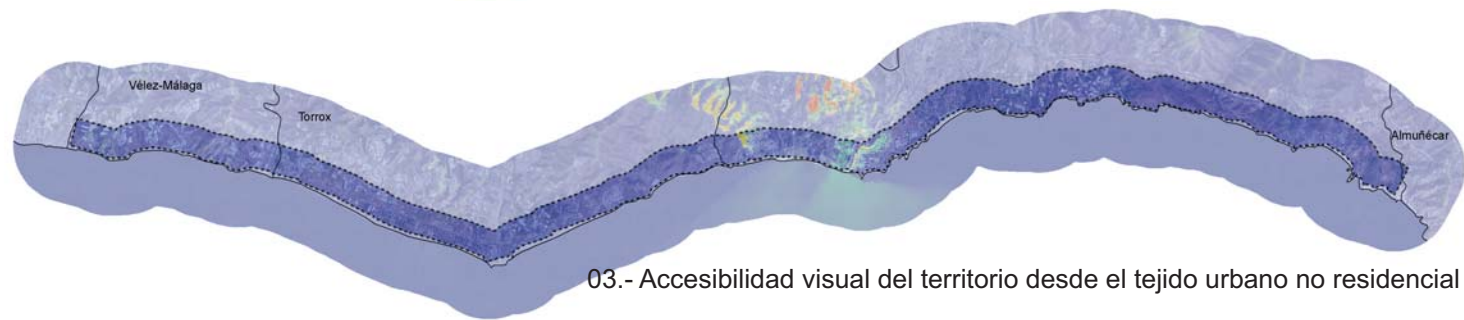 Vélez-Málaga
Torrox
Almuñécar
03.- Accesibilidad visual del territorio desde el tejido urbano no residencial